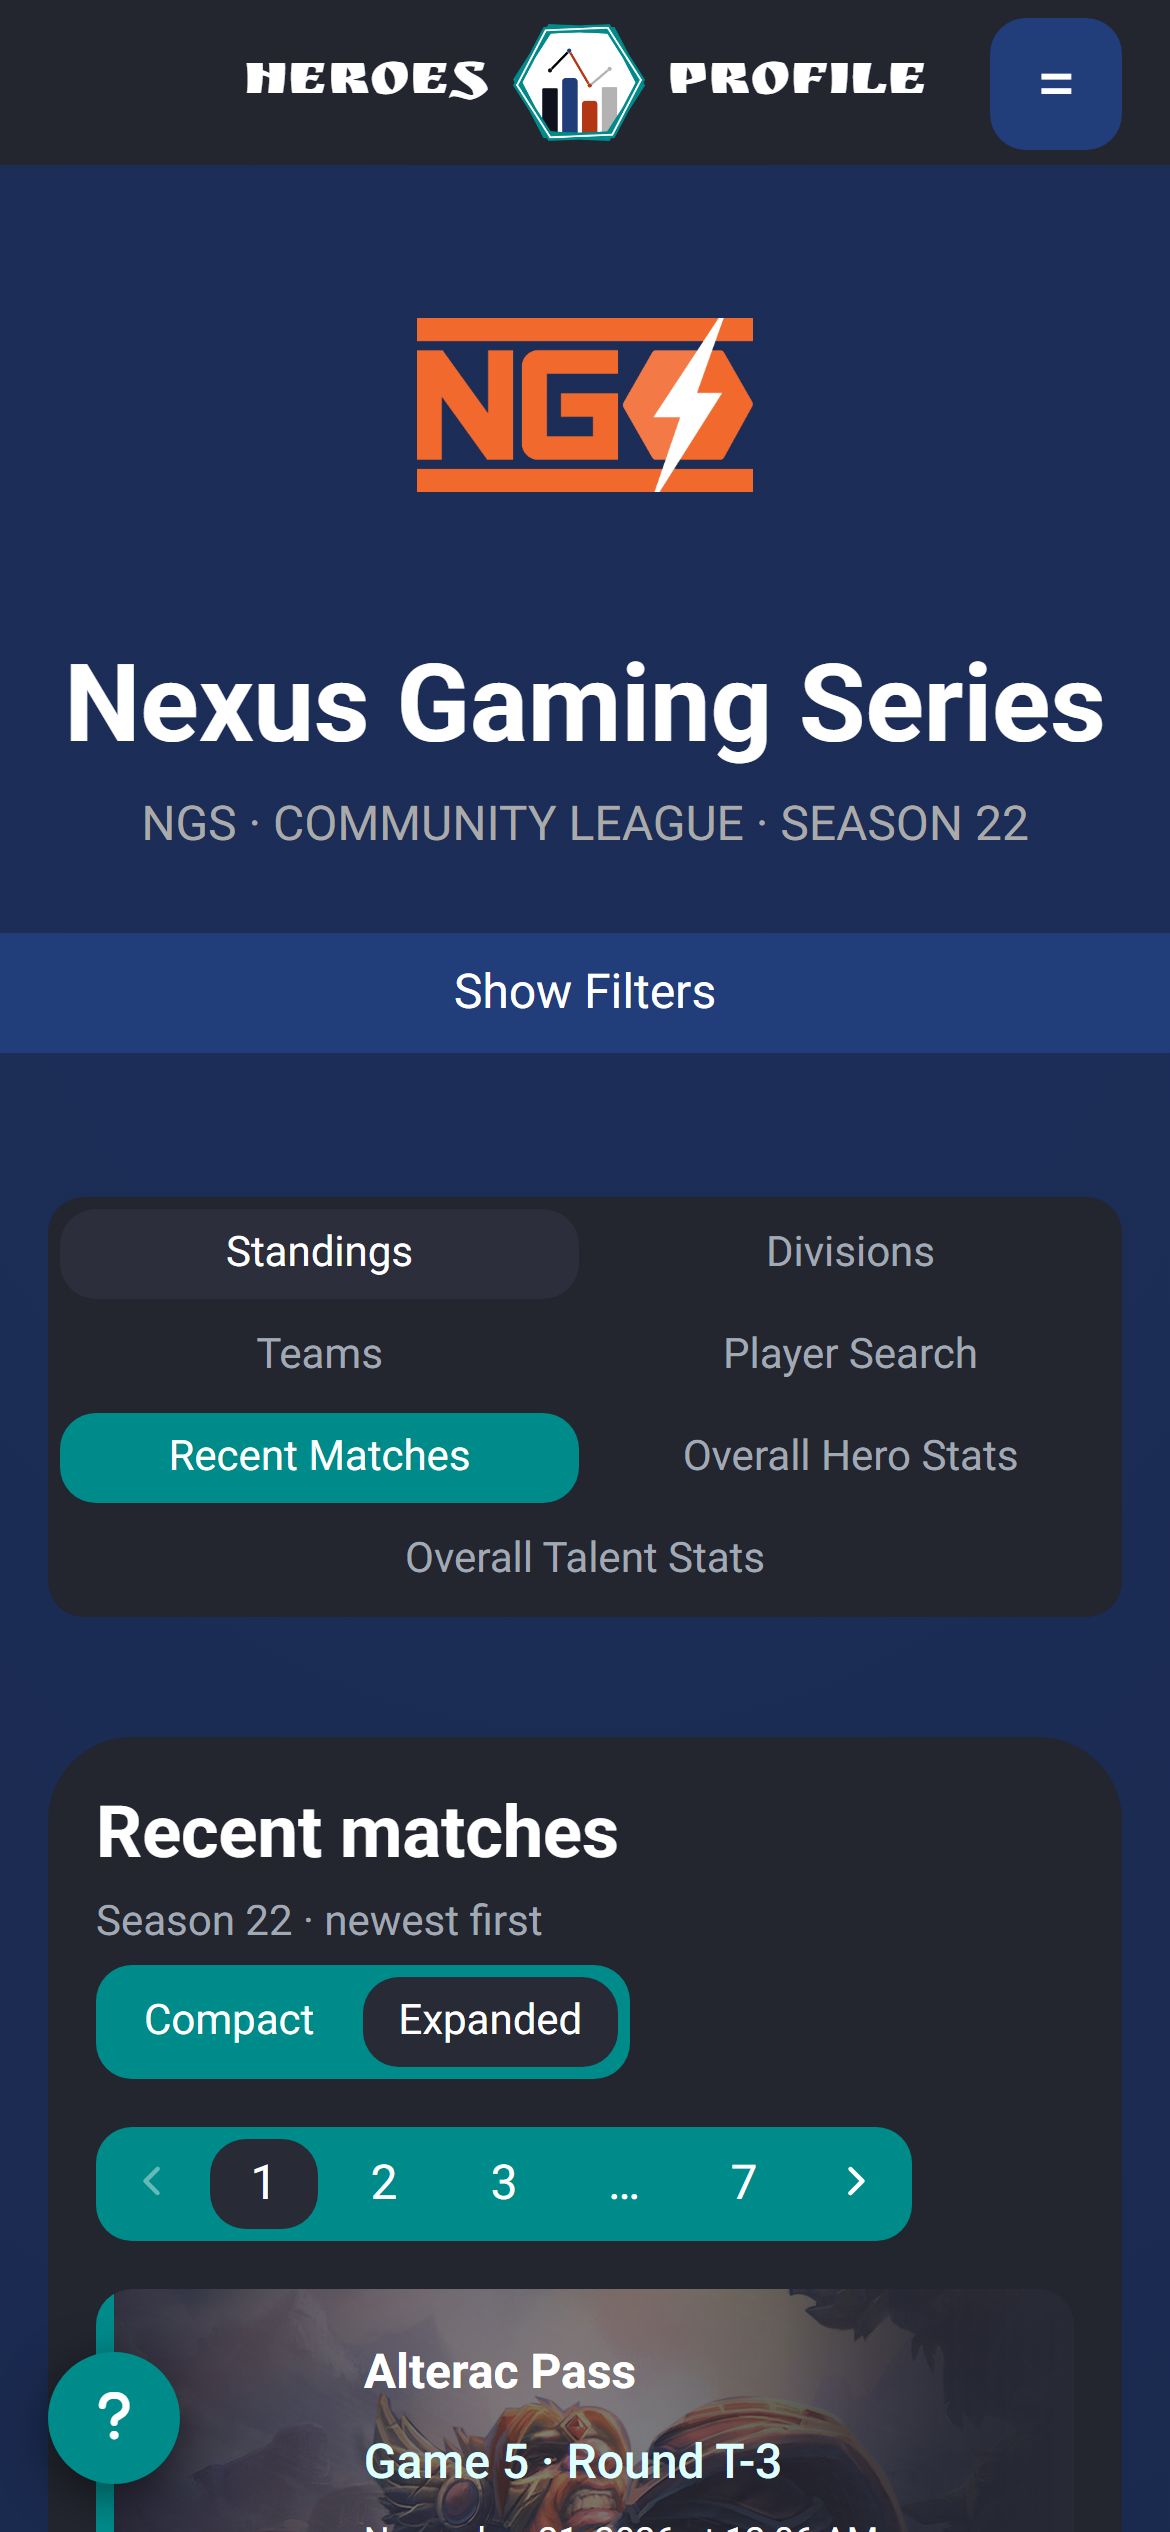 HEROES PROFILE
NGS
Nexus Gaming Series
NGS · COMMUNITY LEAGUE · SEASON 22
Show Filters
Standings
Divisions
Teams
Player Search
Recent Matches
Overall Hero Stats
Overall Talent Stats
Recent matches
Season 22 · newest first
Compact
Expanded
1 2 3 … 7
Alterac Pass
Game 5 · Round T-3
?